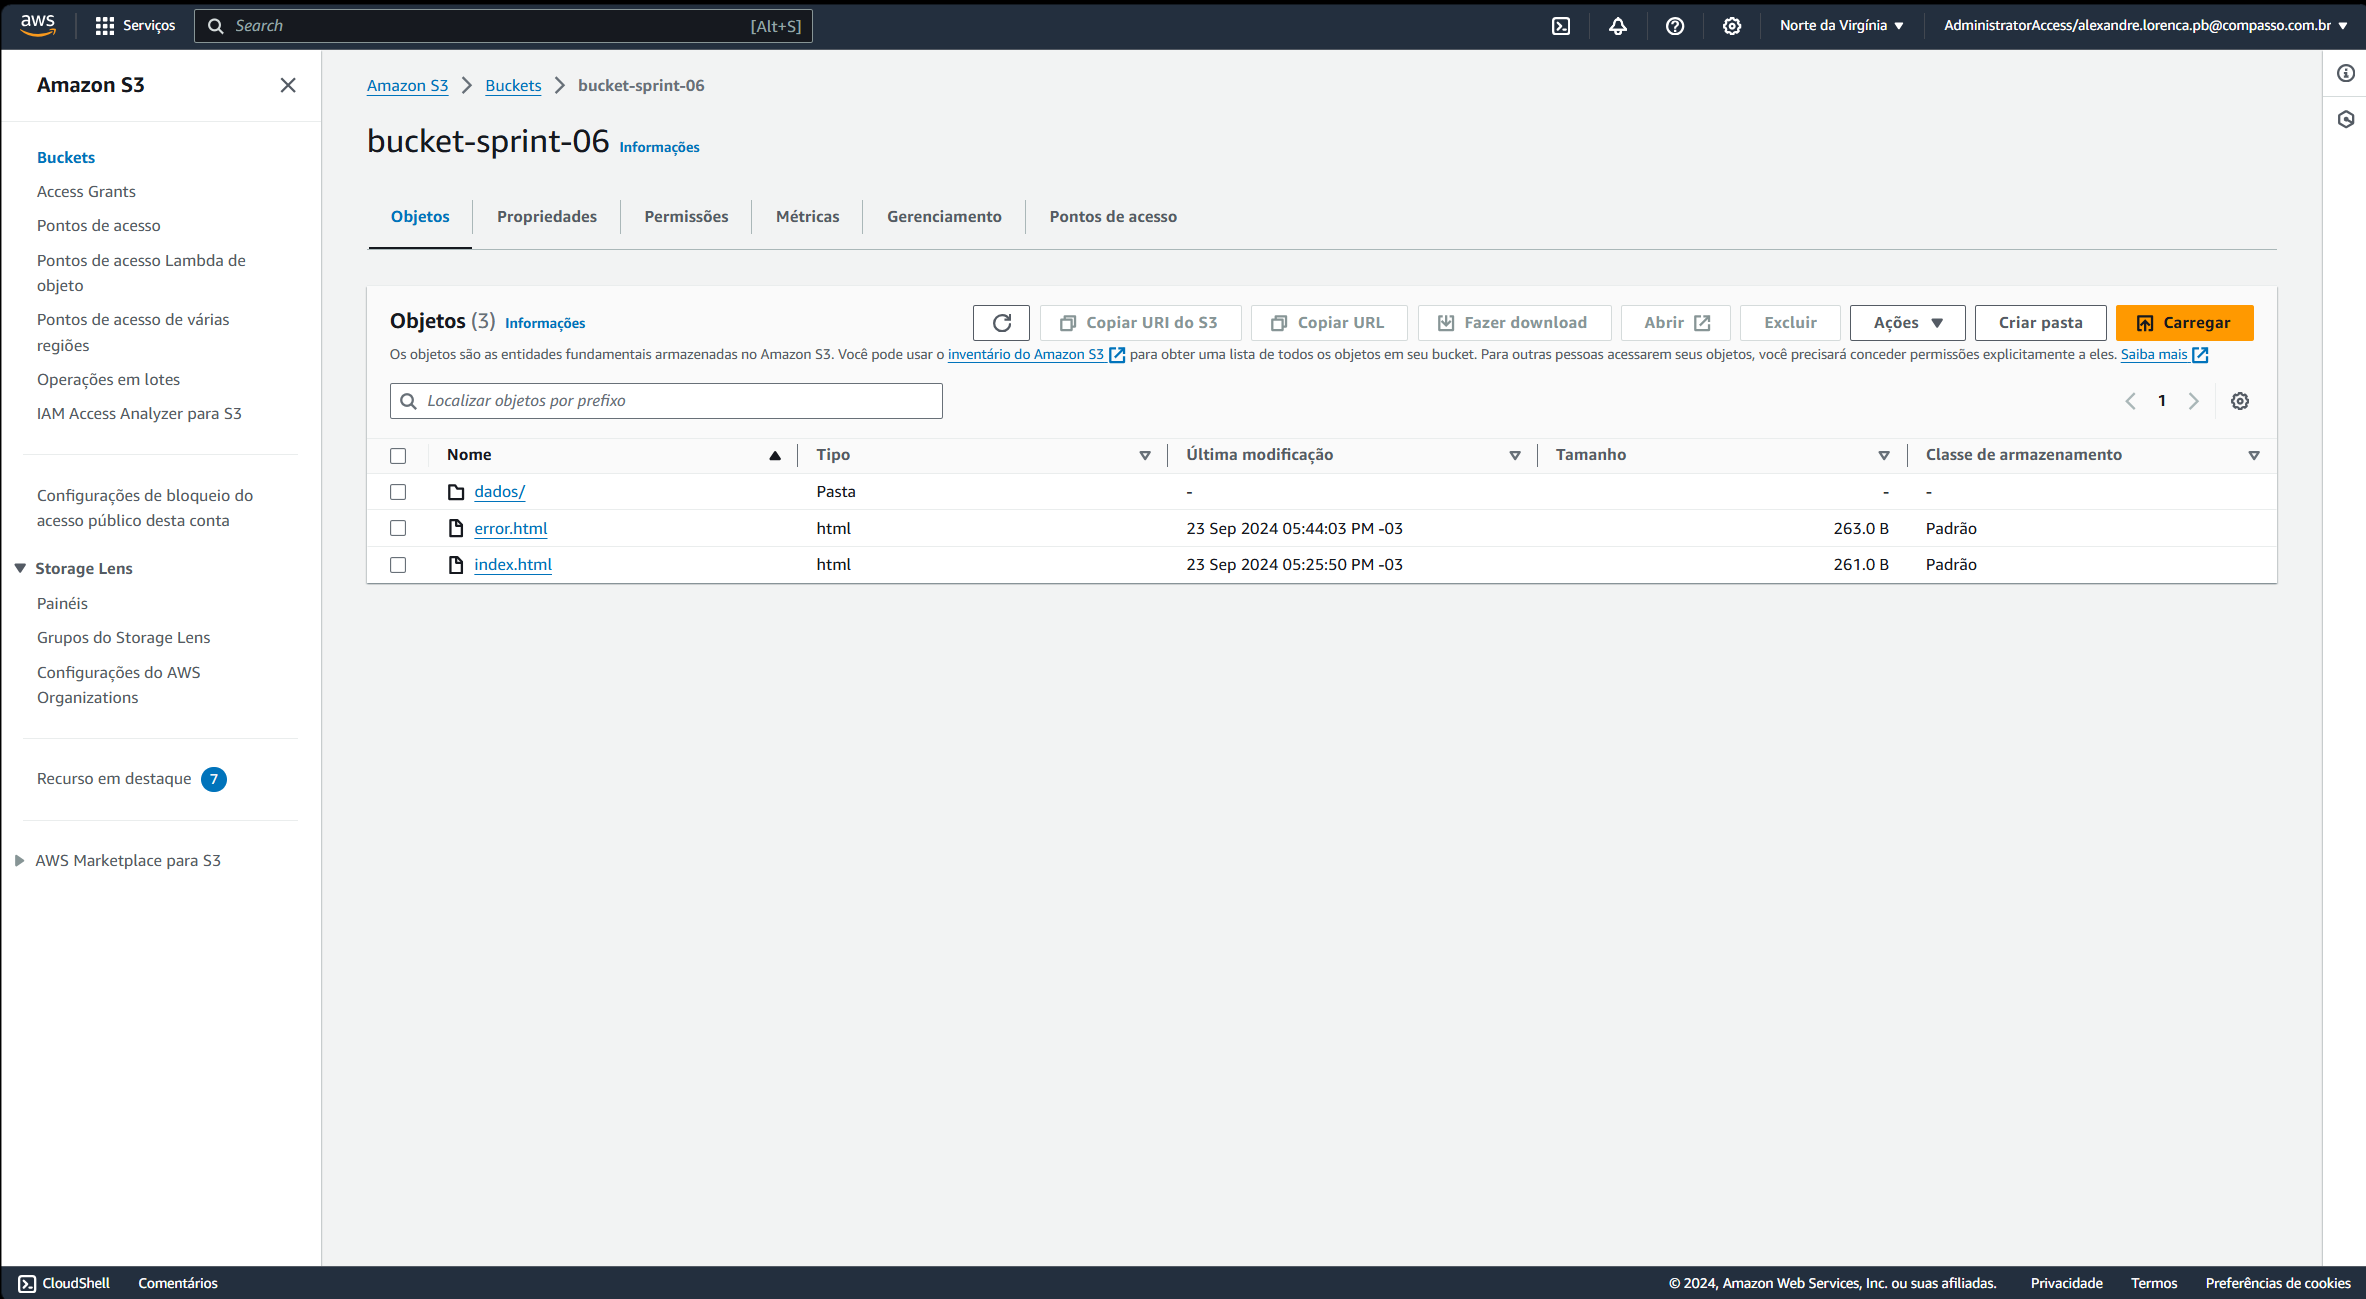 aws Serviços Search [Alt+S] Norte da Virgínia AdministratorAccess/alexandre.lorenca.pb@compasso.com.br
Amazon S3
Buckets
Access Grants
Pontos de acesso
Pontos de acesso Lambda de
objeto
Pontos de acesso de várias
regiões
Operações em lotes
IAM Access Analyzer para S3
Configurações de bloqueio do
acesso público desta conta
Storage Lens
Painéis
Grupos do Storage Lens
Configurações do AWS
Organizations
Recurso em destaque 7
AWS Marketplace para S3
Amazon S3 Buckets bucket-sprint-06
bucket-sprint-06 Informações
Objetos Propriedades Permissões Métricas Gerenciamento Pontos de acesso
Objetos (3) Informações Copiar URI do S3 Copiar URL Fazer download Abrir Excluir Ações Criar pasta Carregar
Os objetos são as entidades fundamentais armazenadas no Amazon S3. Você pode usar o inventário do Amazon S3 para obter uma lista de todos os objetos em seu bucket. Para outras pessoas acessarem seus objetos, você precisará conceder permissões explicitamente a eles. Saiba mais
Localizar objetos por prefixo 1
Nome Tipo Última modificação Tamanho Classe de armazenamento
dados/ Pasta - - -
error.html html 23 Sep 2024 05:44:03 PM -03 263.0 B Padrão
index.html html 23 Sep 2024 05:25:50 PM -03 261.0 B Padrão
CloudShell Comentários © 2024, Amazon Web Services, Inc. ou suas afiliadas. Privacidade Termos Preferências de cookies